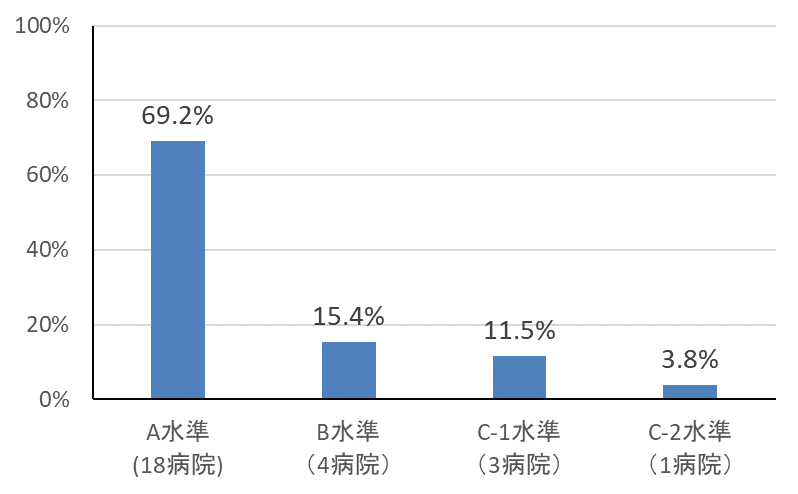 100%
80%
60%
40%
20%
0%
69.2%
15.4%
11.5%
3.8%
A水準
(18病院)
B水準
（4病院）
C-1水準
（3病院）
C-2水準
（1病院）